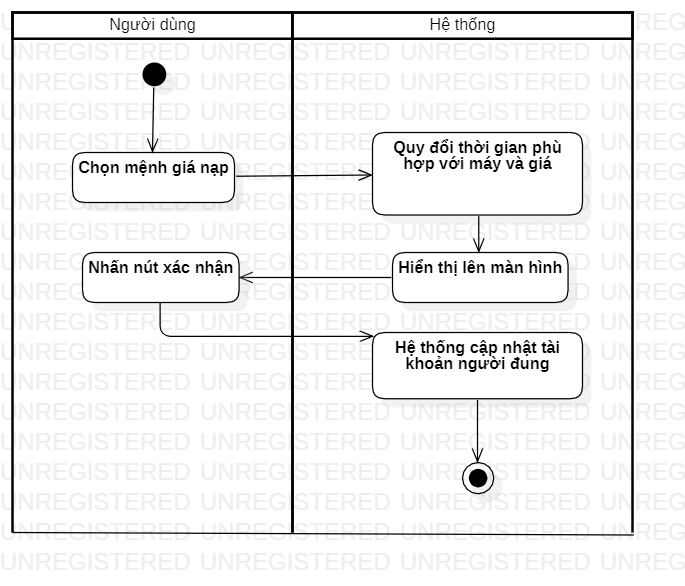 Người dùng
Hệ thống
Chọn mệnh giá nạp
Quy đổi thời gian phù
hợp với máy và giá
Nhấn nút xác nhận
Hiển thị lên màn hình
Hệ thống cập nhật tài
khoản người đung
UNREGISTERED UNREGISTERED UNREGISTERED UNREG